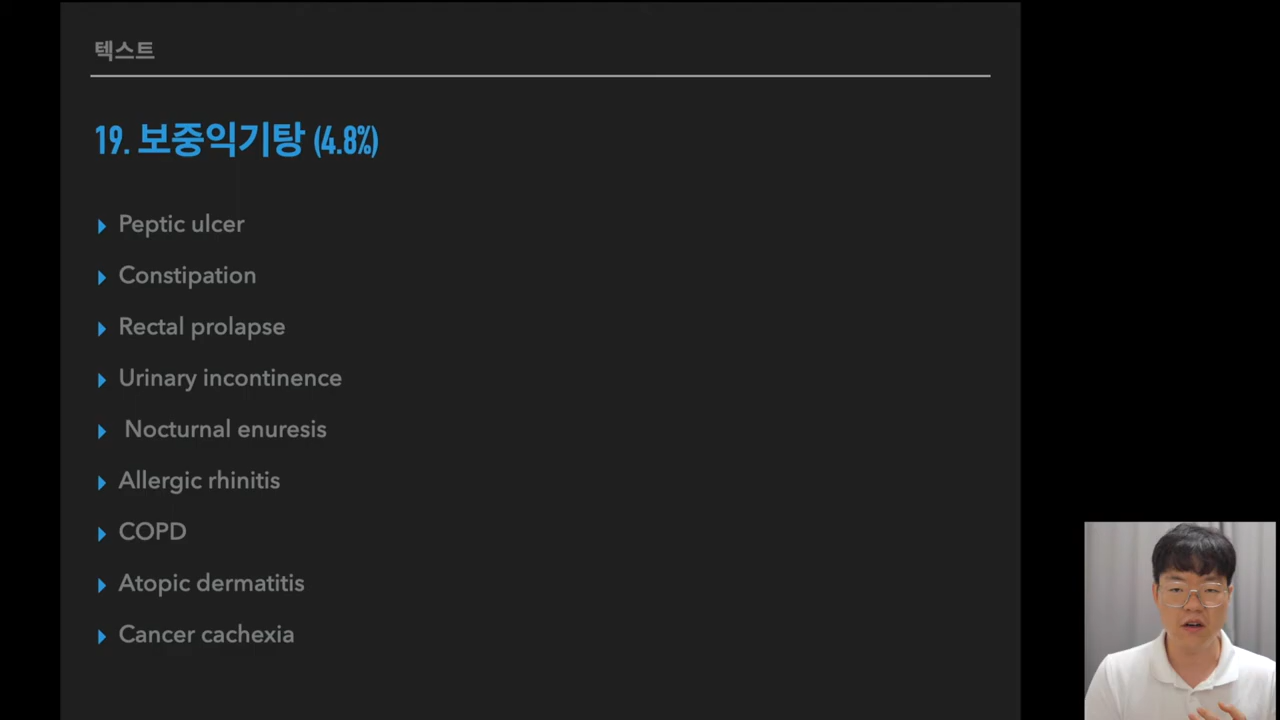 텍스트
19. 보중익기탕 (4.8%)
Peptic ulcer
Constipation
Rectal prolapse
Urinary incontinence
Nocturnal enuresis
Allergic rhinitis
COPD
Atopic dermatitis
Cancer cachexia